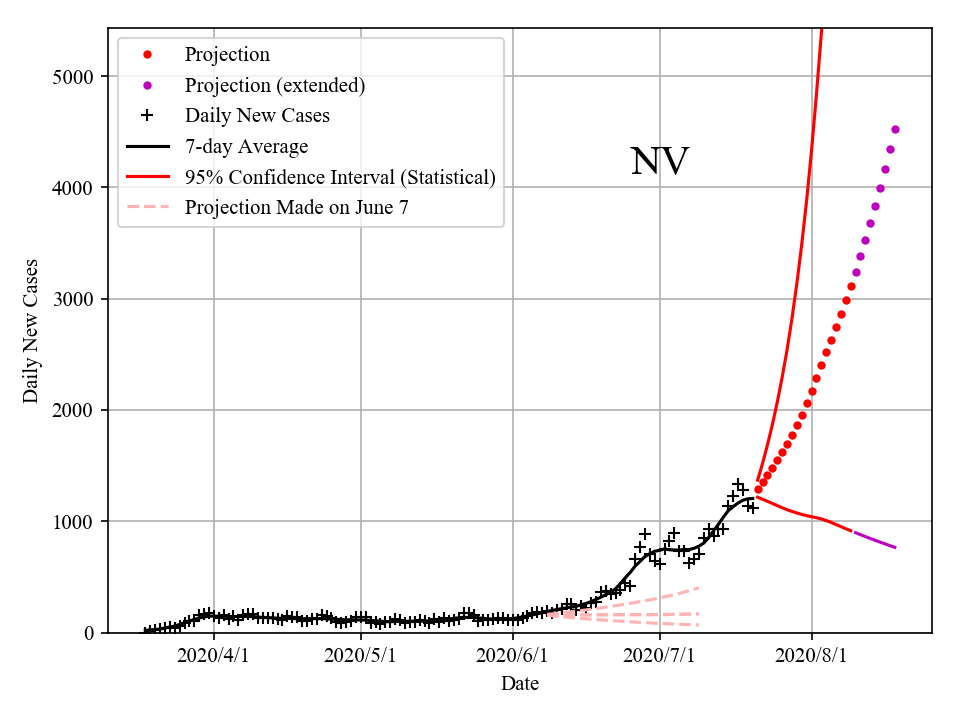 Projection
Projection (extended)
Daily New Cases
7-day Average
95% Confidence Interval (Statistical)
Projection Made on June 7
NV
5000
4000
3000
2000
1000
0
Daily New Cases
2020/4/1
2020/5/1
2020/6/1
2020/7/1
2020/8/1
Date